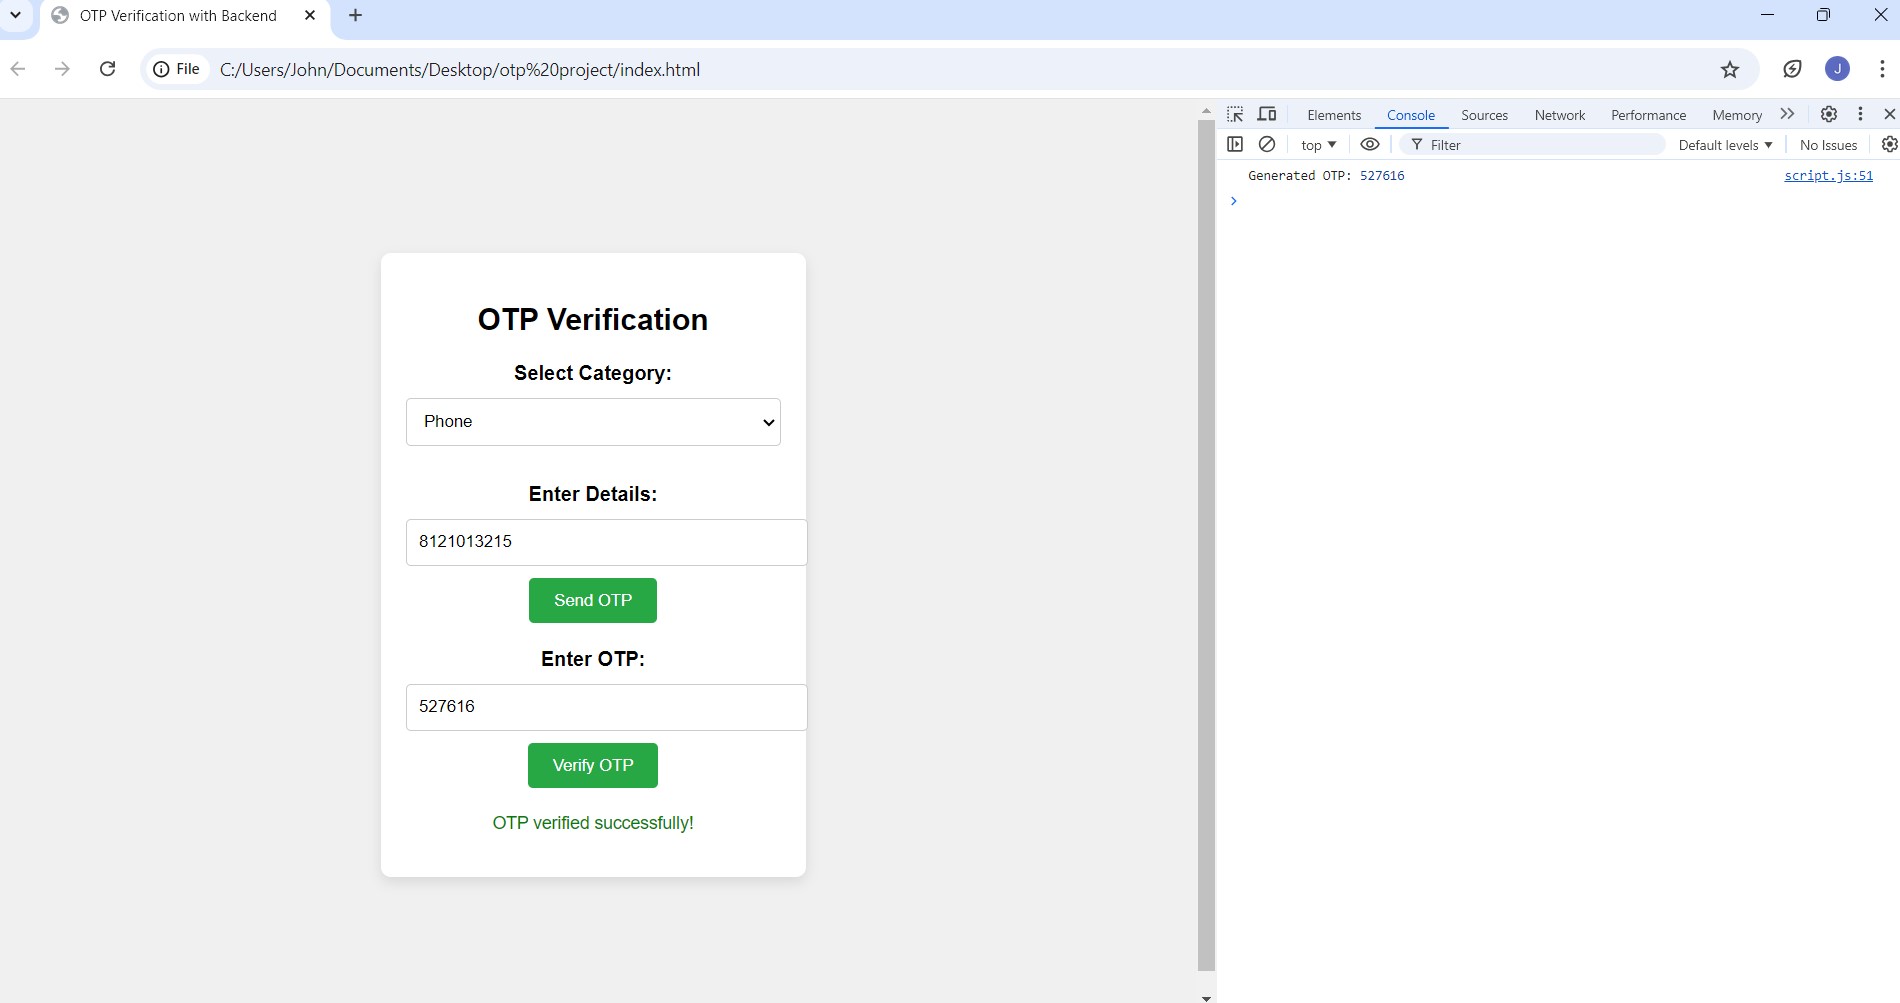 OTP Verification with Backend
File C:/Users/John/Documents/Desktop/otp%20project/index.html
J
Elements Console Sources Network Performance Memory
top Filter Default levels No Issues
Generated OTP: 527616 script.js:51
OTP Verification
Select Category:
Phone
Enter Details:
8121013215
Send OTP
Enter OTP:
527616
Verify OTP
OTP verified successfully!